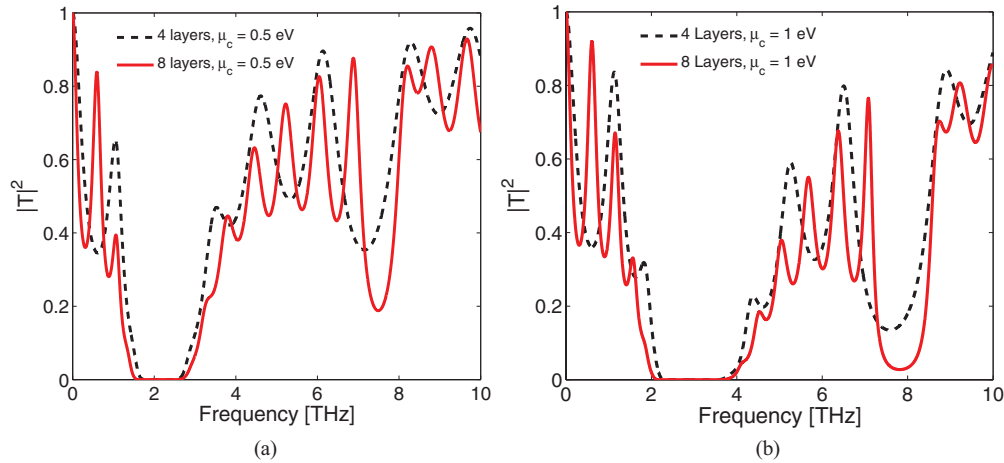 1
0.8
0.6
0.4
0.2
0
0 2 4 6 8 10
|T|²
Frequency [THz]
4 layers, μc = 0.5 eV
8 layers, μc = 0.5 eV
(a)
1
0.8
0.6
0.4
0.2
0
0 2 4 6 8 10
|T|²
Frequency [THz]
4 Layers, μc = 1 eV
8 Layers, μc = 1 eV
(b)